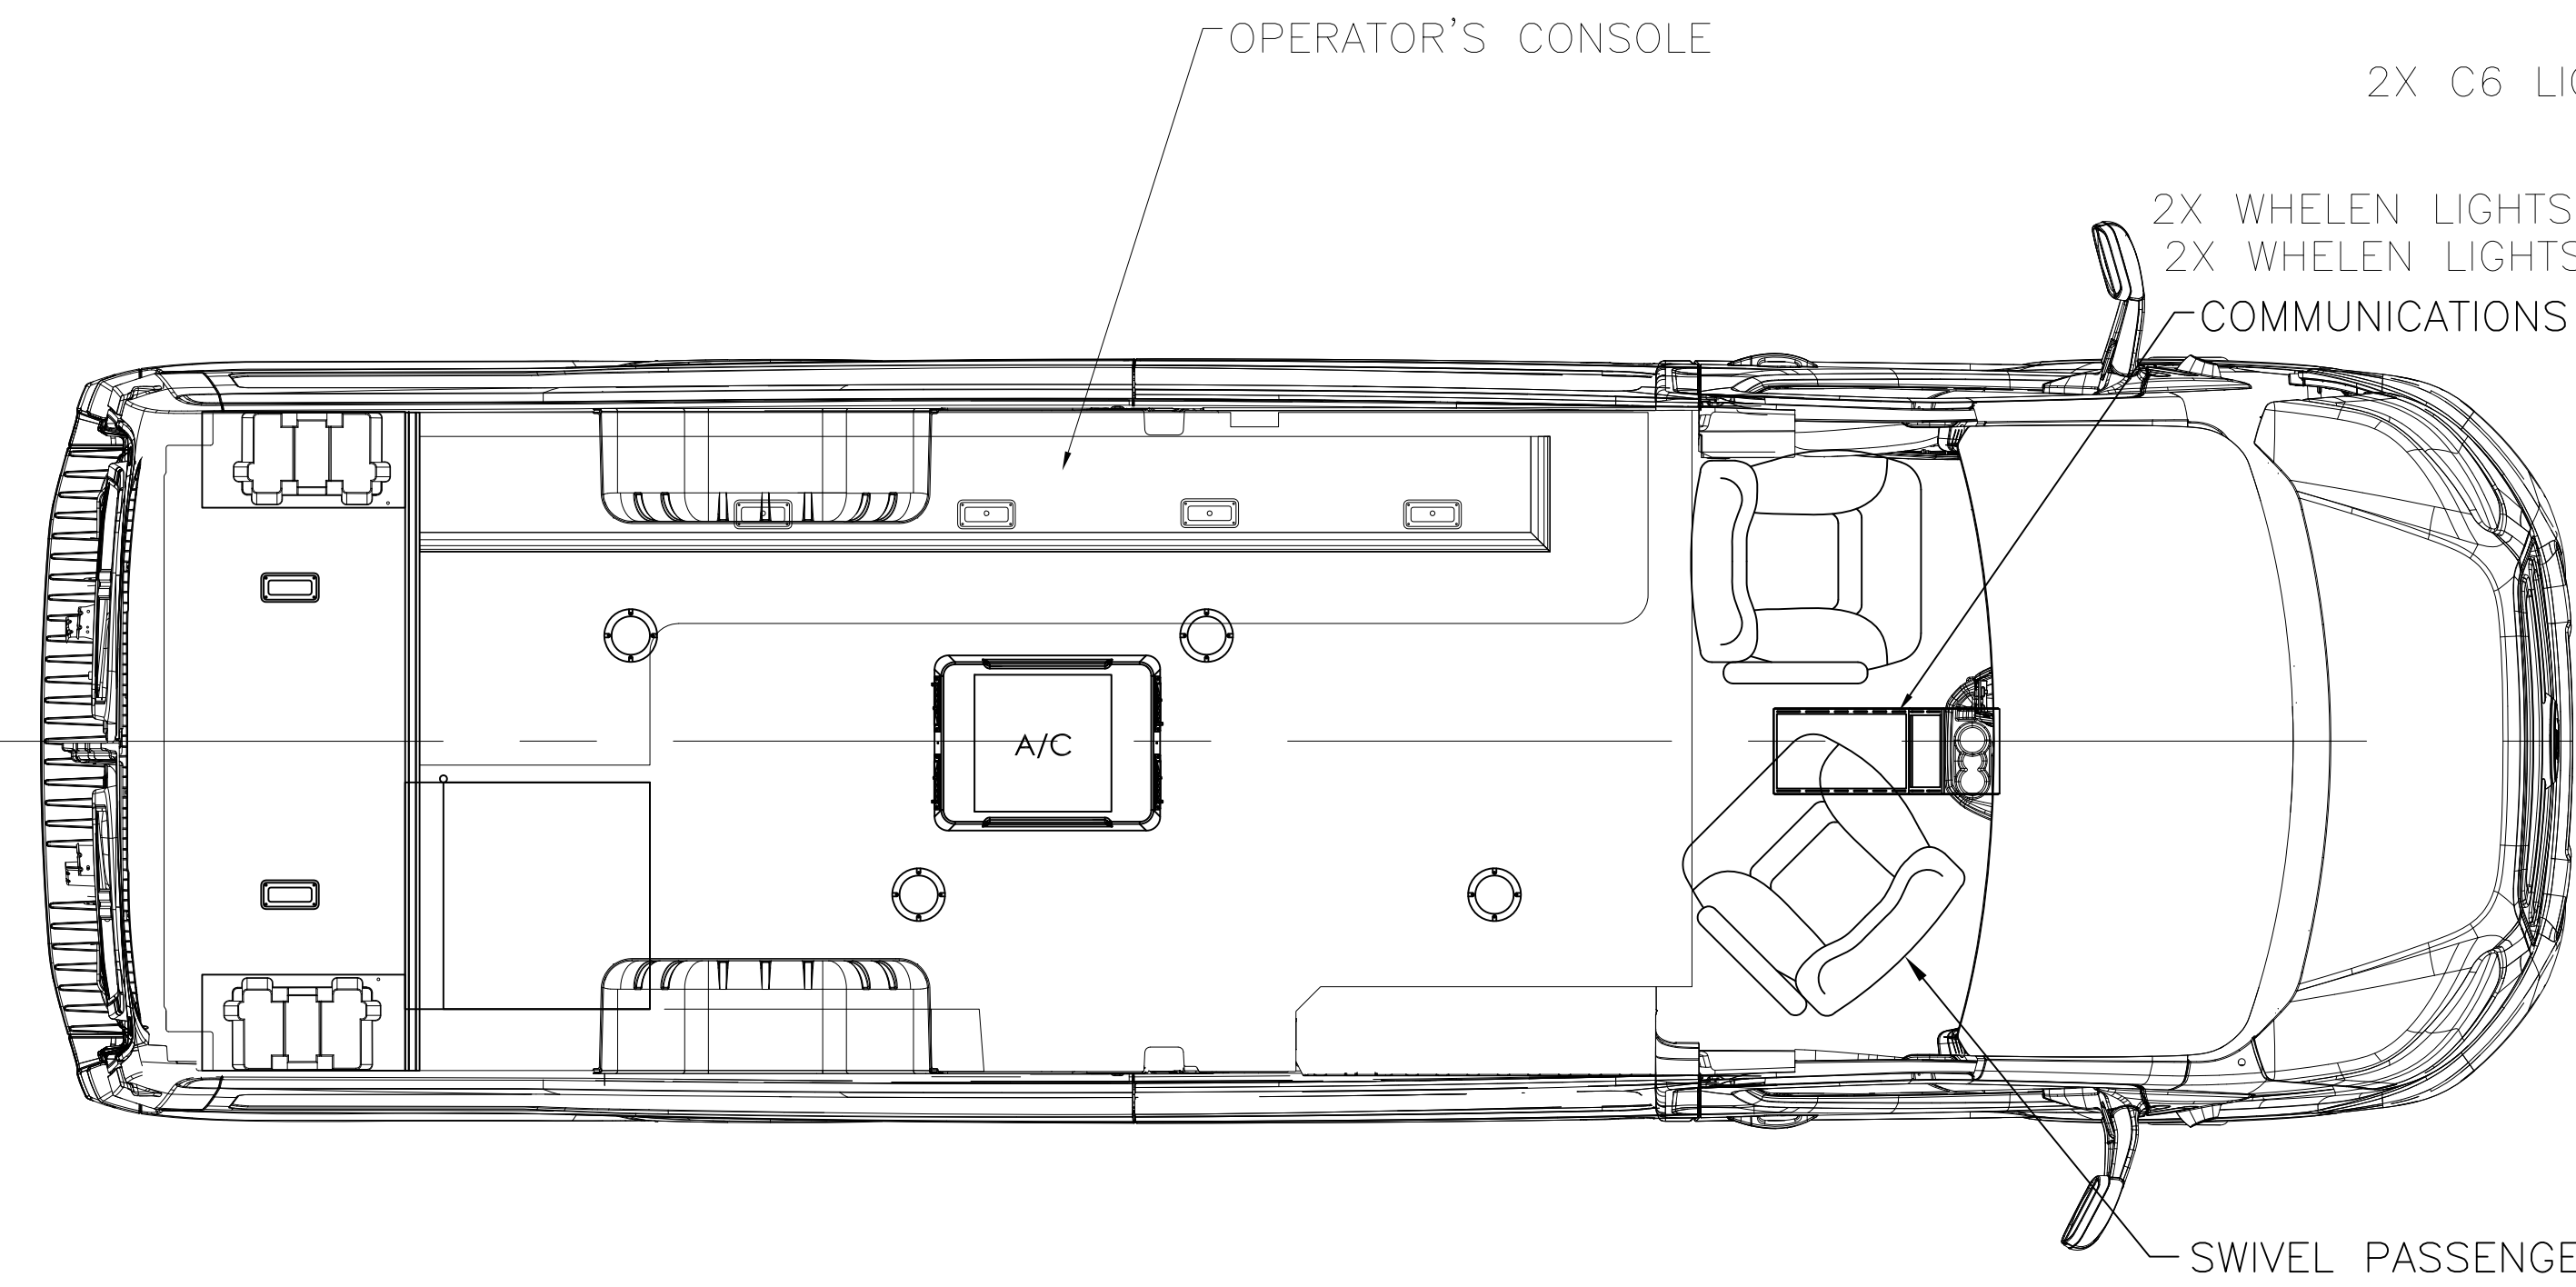 OPERATOR'S CONSOLE
2X C6
2X WHELEN LIGHTS
2X WHELEN LIGHTS
COMMUNICATIONS
A/C
SWIVEL